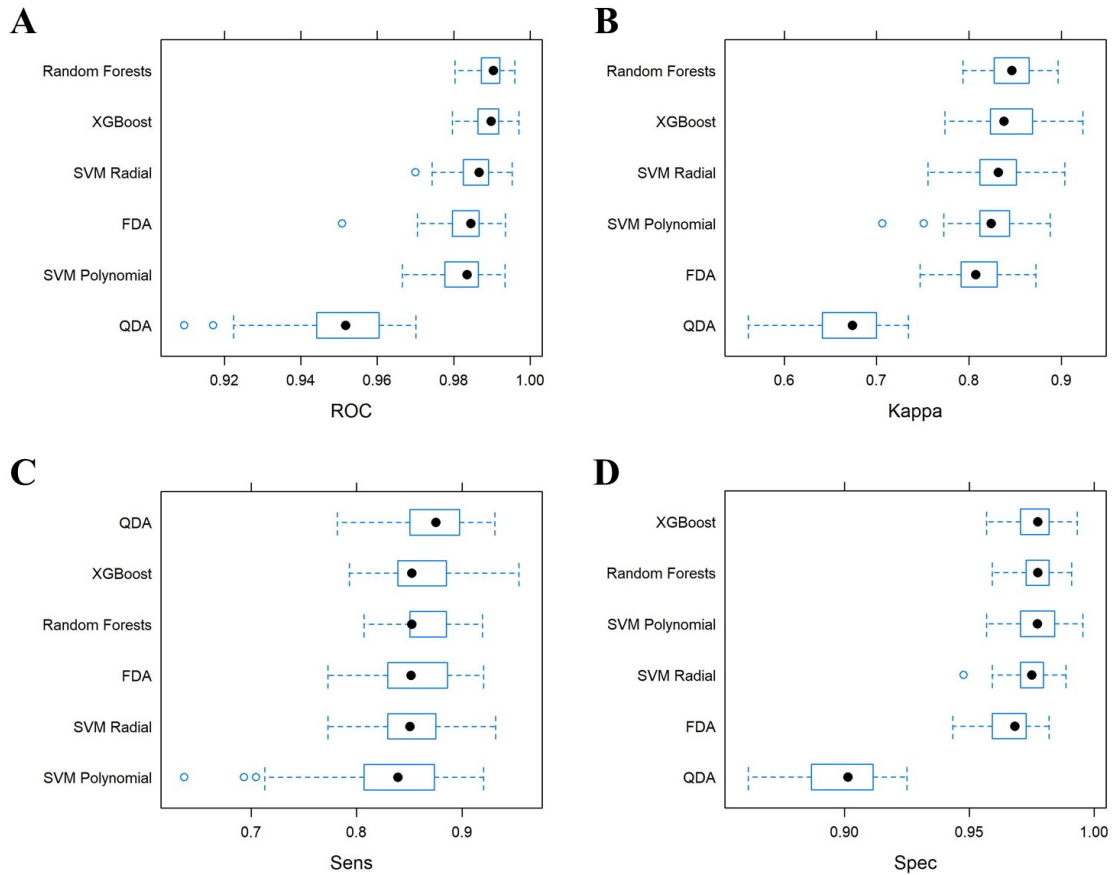 A
Random Forests
XGBoost
SVM Radial
FDA
SVM Polynomial
QDA
0.92 0.94 0.96 0.98 1.00
ROC
B
Random Forests
XGBoost
SVM Radial
SVM Polynomial
FDA
QDA
0.6 0.7 0.8 0.9
Kappa
C
QDA
XGBoost
Random Forests
FDA
SVM Radial
SVM Polynomial
0.7 0.8 0.9
Sens
D
XGBoost
Random Forests
SVM Polynomial
SVM Radial
FDA
QDA
0.90 0.95 1.00
Spec